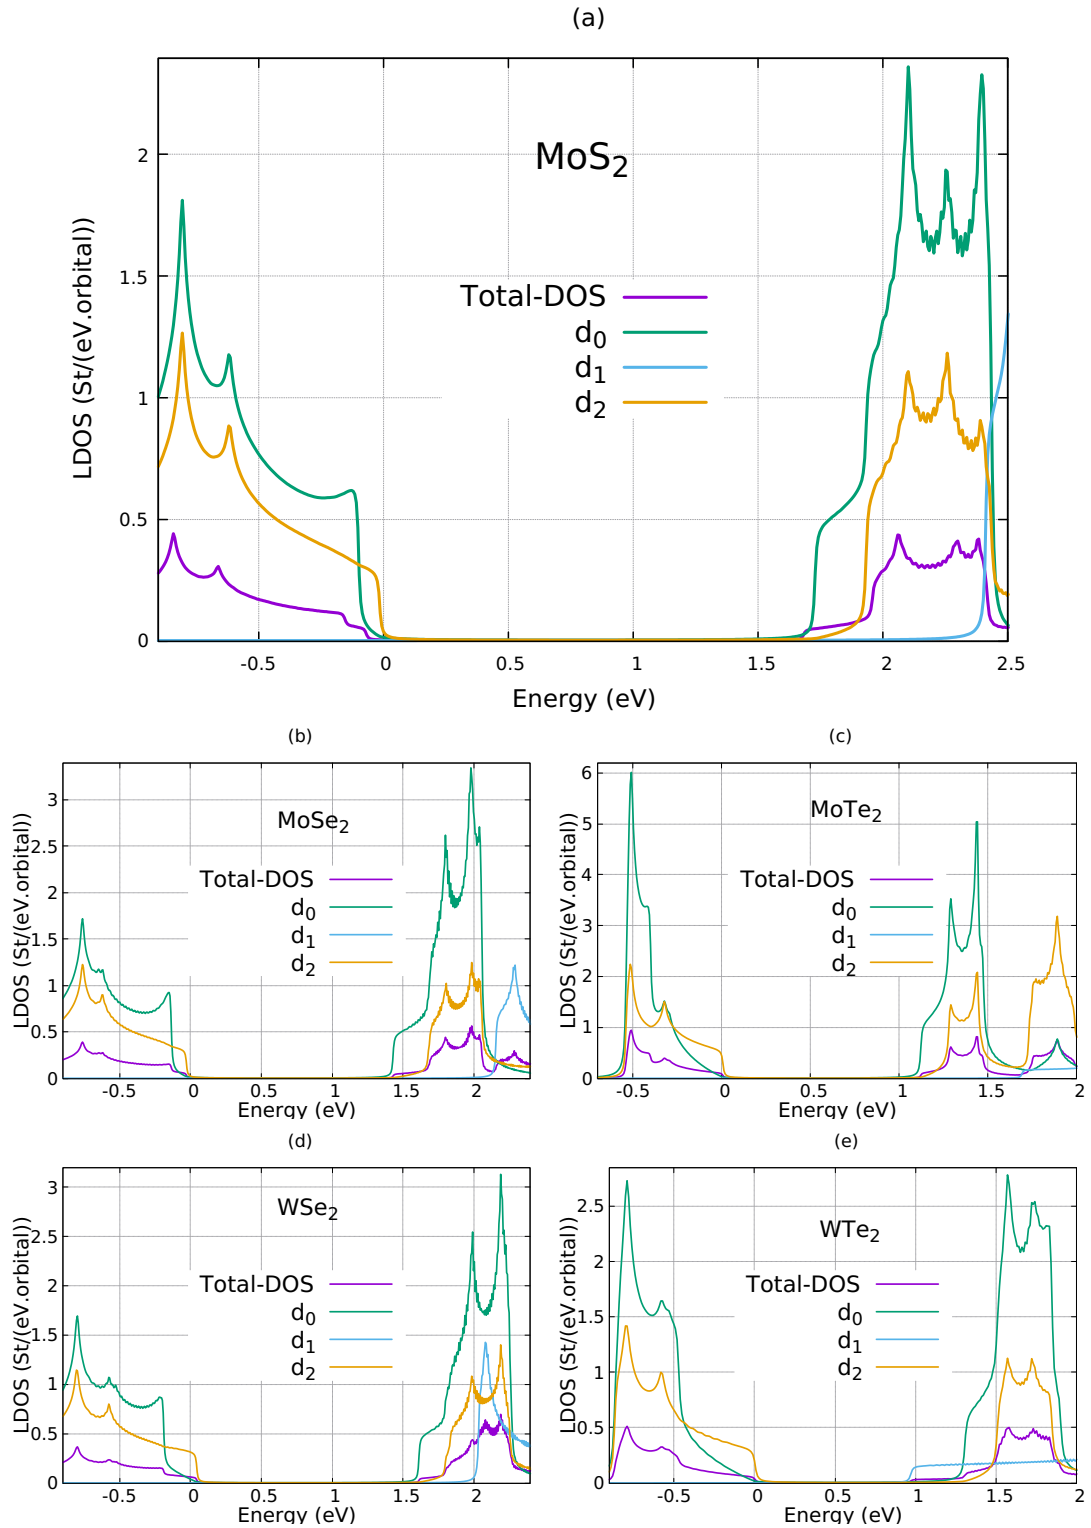 (a)
LDOS (St/(eV.orbital))
2
1.5
1
0.5
0
MoS2
Total-DOS
d0
d1
d2
-0.5 0 0.5 1 1.5 2 2.5
Energy (eV)
(b)
LDOS (St/(eV.orbital))
3
2.5
2
1.5
1
0.5
0
MoSe2
Total-DOS
d0
d1
d2
-0.5 0 0.5 1 1.5 2
Energy (eV)
(c)
LDOS (St/(eV.orbital))
6
5
4
3
2
1
0
MoTe2
Total-DOS
d0
d1
d2
-0.5 0 0.5 1 1.5 2
Energy (eV)
(d)
LDOS (St/(eV.orbital))
3
2.5
2
1.5
1
0.5
0
WSe2
Total-DOS
d0
d1
d2
-0.5 0 0.5 1 1.5 2
Energy (eV)
(e)
LDOS (St/(eV.orbital))
2.5
2
1.5
1
0.5
0
WTe2
Total-DOS
d0
d1
d2
-0.5 0 0.5 1 1.5 2
Energy (eV)